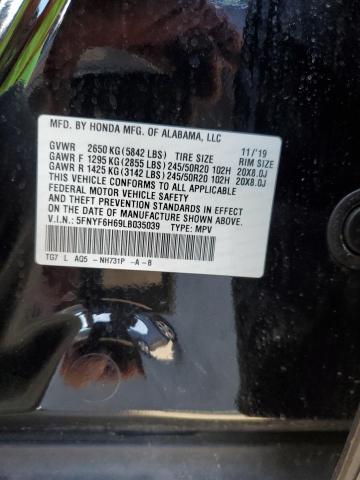 MFD. BY HONDA MFG. OF ALABAMA, LLC
11/'19
GVWR 2650 KG (5842 LBS) TIRE SIZE RIM SIZE
GAWR F 1295 KG (2855 LBS) 245/50R20 102H 20X8.0J
GAWR R 1425 KG (3142 LBS) 245/50R20 102H 20X8.0J
THIS VEHICLE CONFORMS TO ALL APPLICABLE
FEDERAL MOTOR VEHICLE SAFETY
AND THEFT PREVENTION STANDARDS IN EFFECT
ON THE DATE OF MANUFACTURE SHOWN ABOVE.
V.I.N.: 5FNYF6H69LB035039 TYPE: MPV
TG7 L AQ5 - NH731P -A-B